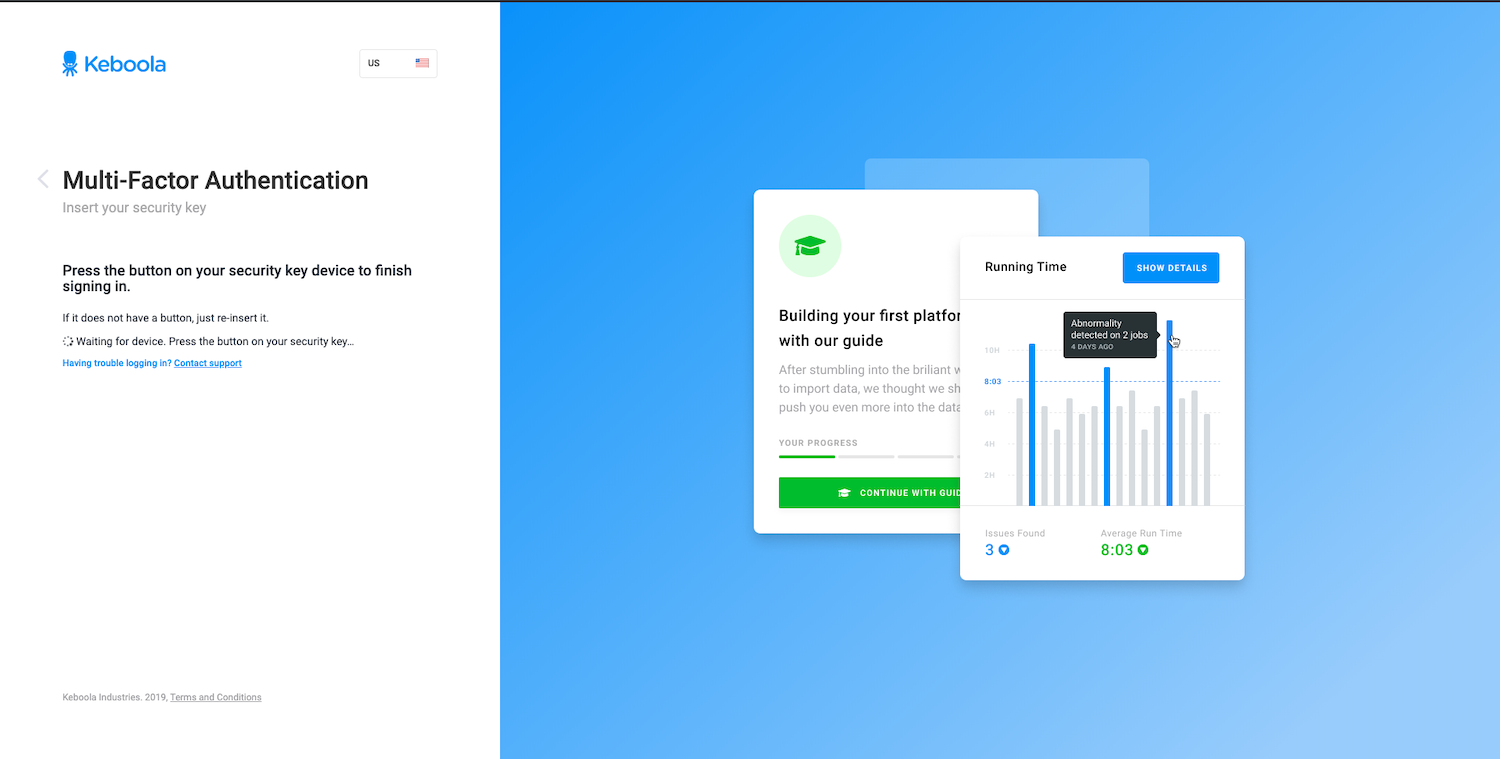 Keboola
US
Multi-Factor Authentication
Insert your security key
Press the button on your security key device to finish
signing in.
If it does not have a button, just re-insert it.
Waiting for device. Press the button on your security key...
Having trouble logging in? Contact support
Keboola Industries. 2019, Terms and Conditions
Building your first platfor
with our guide
After stumbling into the briliant w
to import data, we thought we sh
push you even more into the data
YOUR PROGRESS
CONTINUE WITH GUID
Running Time
SHOW DETAILS
Abnormality
detected on 2 jobs
4 DAYS AGO
10H
8:03
6H
4H
2H
Issues Found
3
Average Run Time
8:03